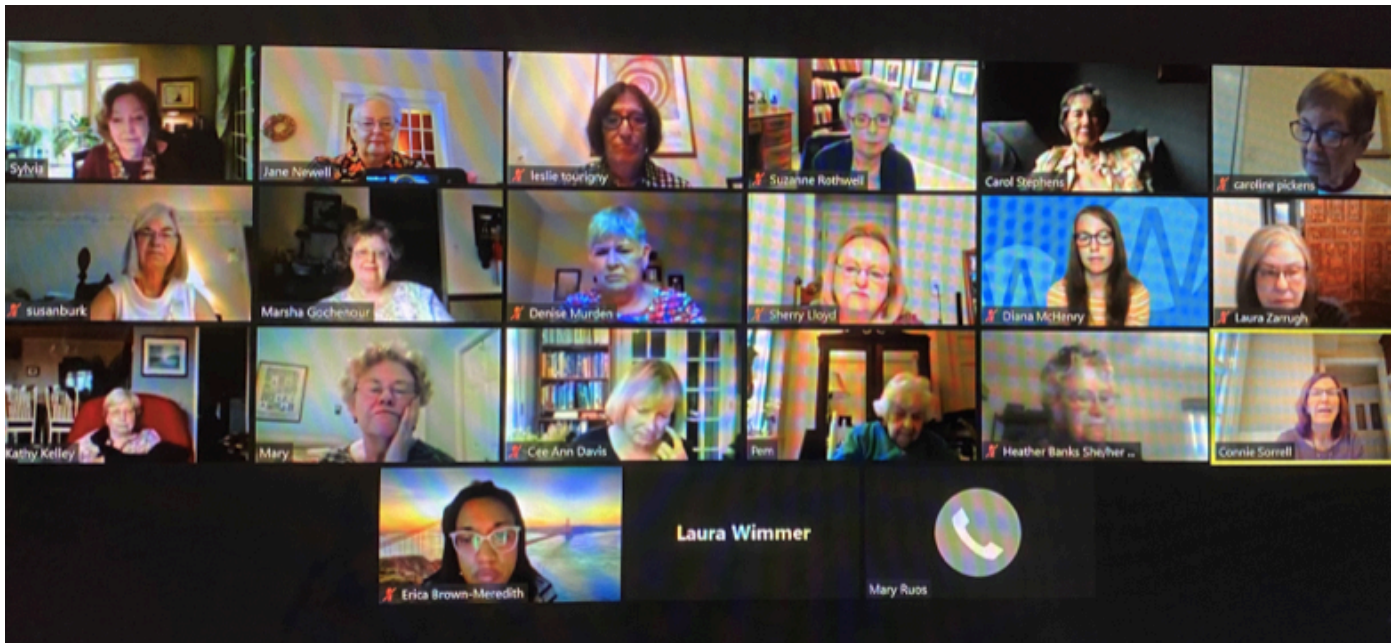 Sylvia
Jane Newell
leslie tourigny
Suzanne Rothwell
Carol Stephens
caroline pickens
susanburk
Marsha Gochenour
Denise Murden
Sherry Lloyd
Diana McHenry
Laura Zarrugh
Kathy Kelley
Mary
Cee Ann Davis
Pem
Heather Banks She/her ..
Connie Sorrell
Erica Brown-Meredith
Laura Wimmer
Mary Ruos